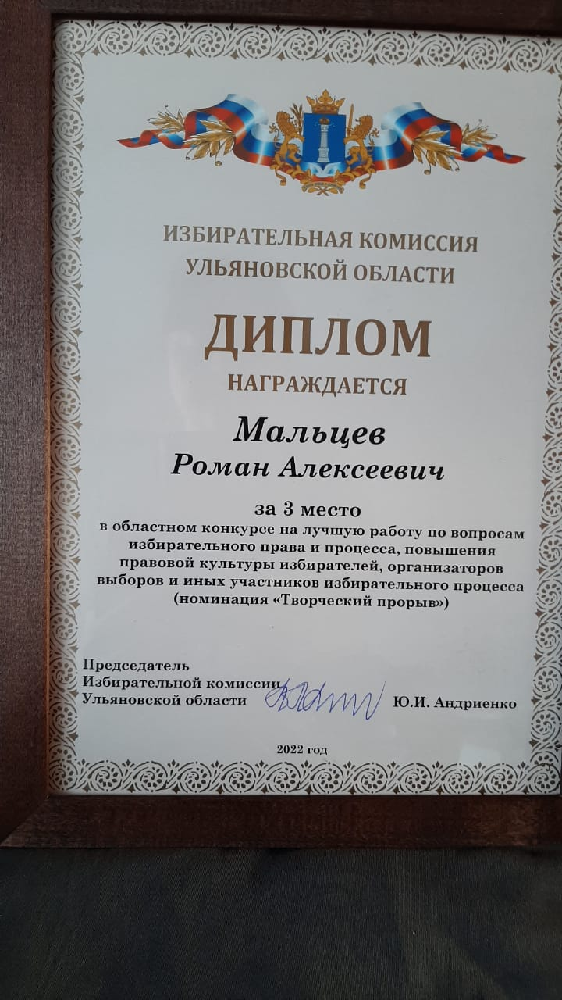 ИЗБИРАТЕЛЬНАЯ КОМИССИЯ
УЛЬЯНОВСКОЙ ОБЛАСТИ
ДИПЛОМ
НАГРАЖДАЕТСЯ
Мальцев
Роман Алексеевич
за 3 место
в областном конкурсе на лучшую работу по вопросам
избирательного права и процесса, повышения
правовой культуры избирателей, организаторов
выборов и иных участников избирательного процесса
(номинация «Творческий прорыв»)
Председатель
Избирательной комиссии
Ульяновской области Ю.И. Андриенко
2022 год